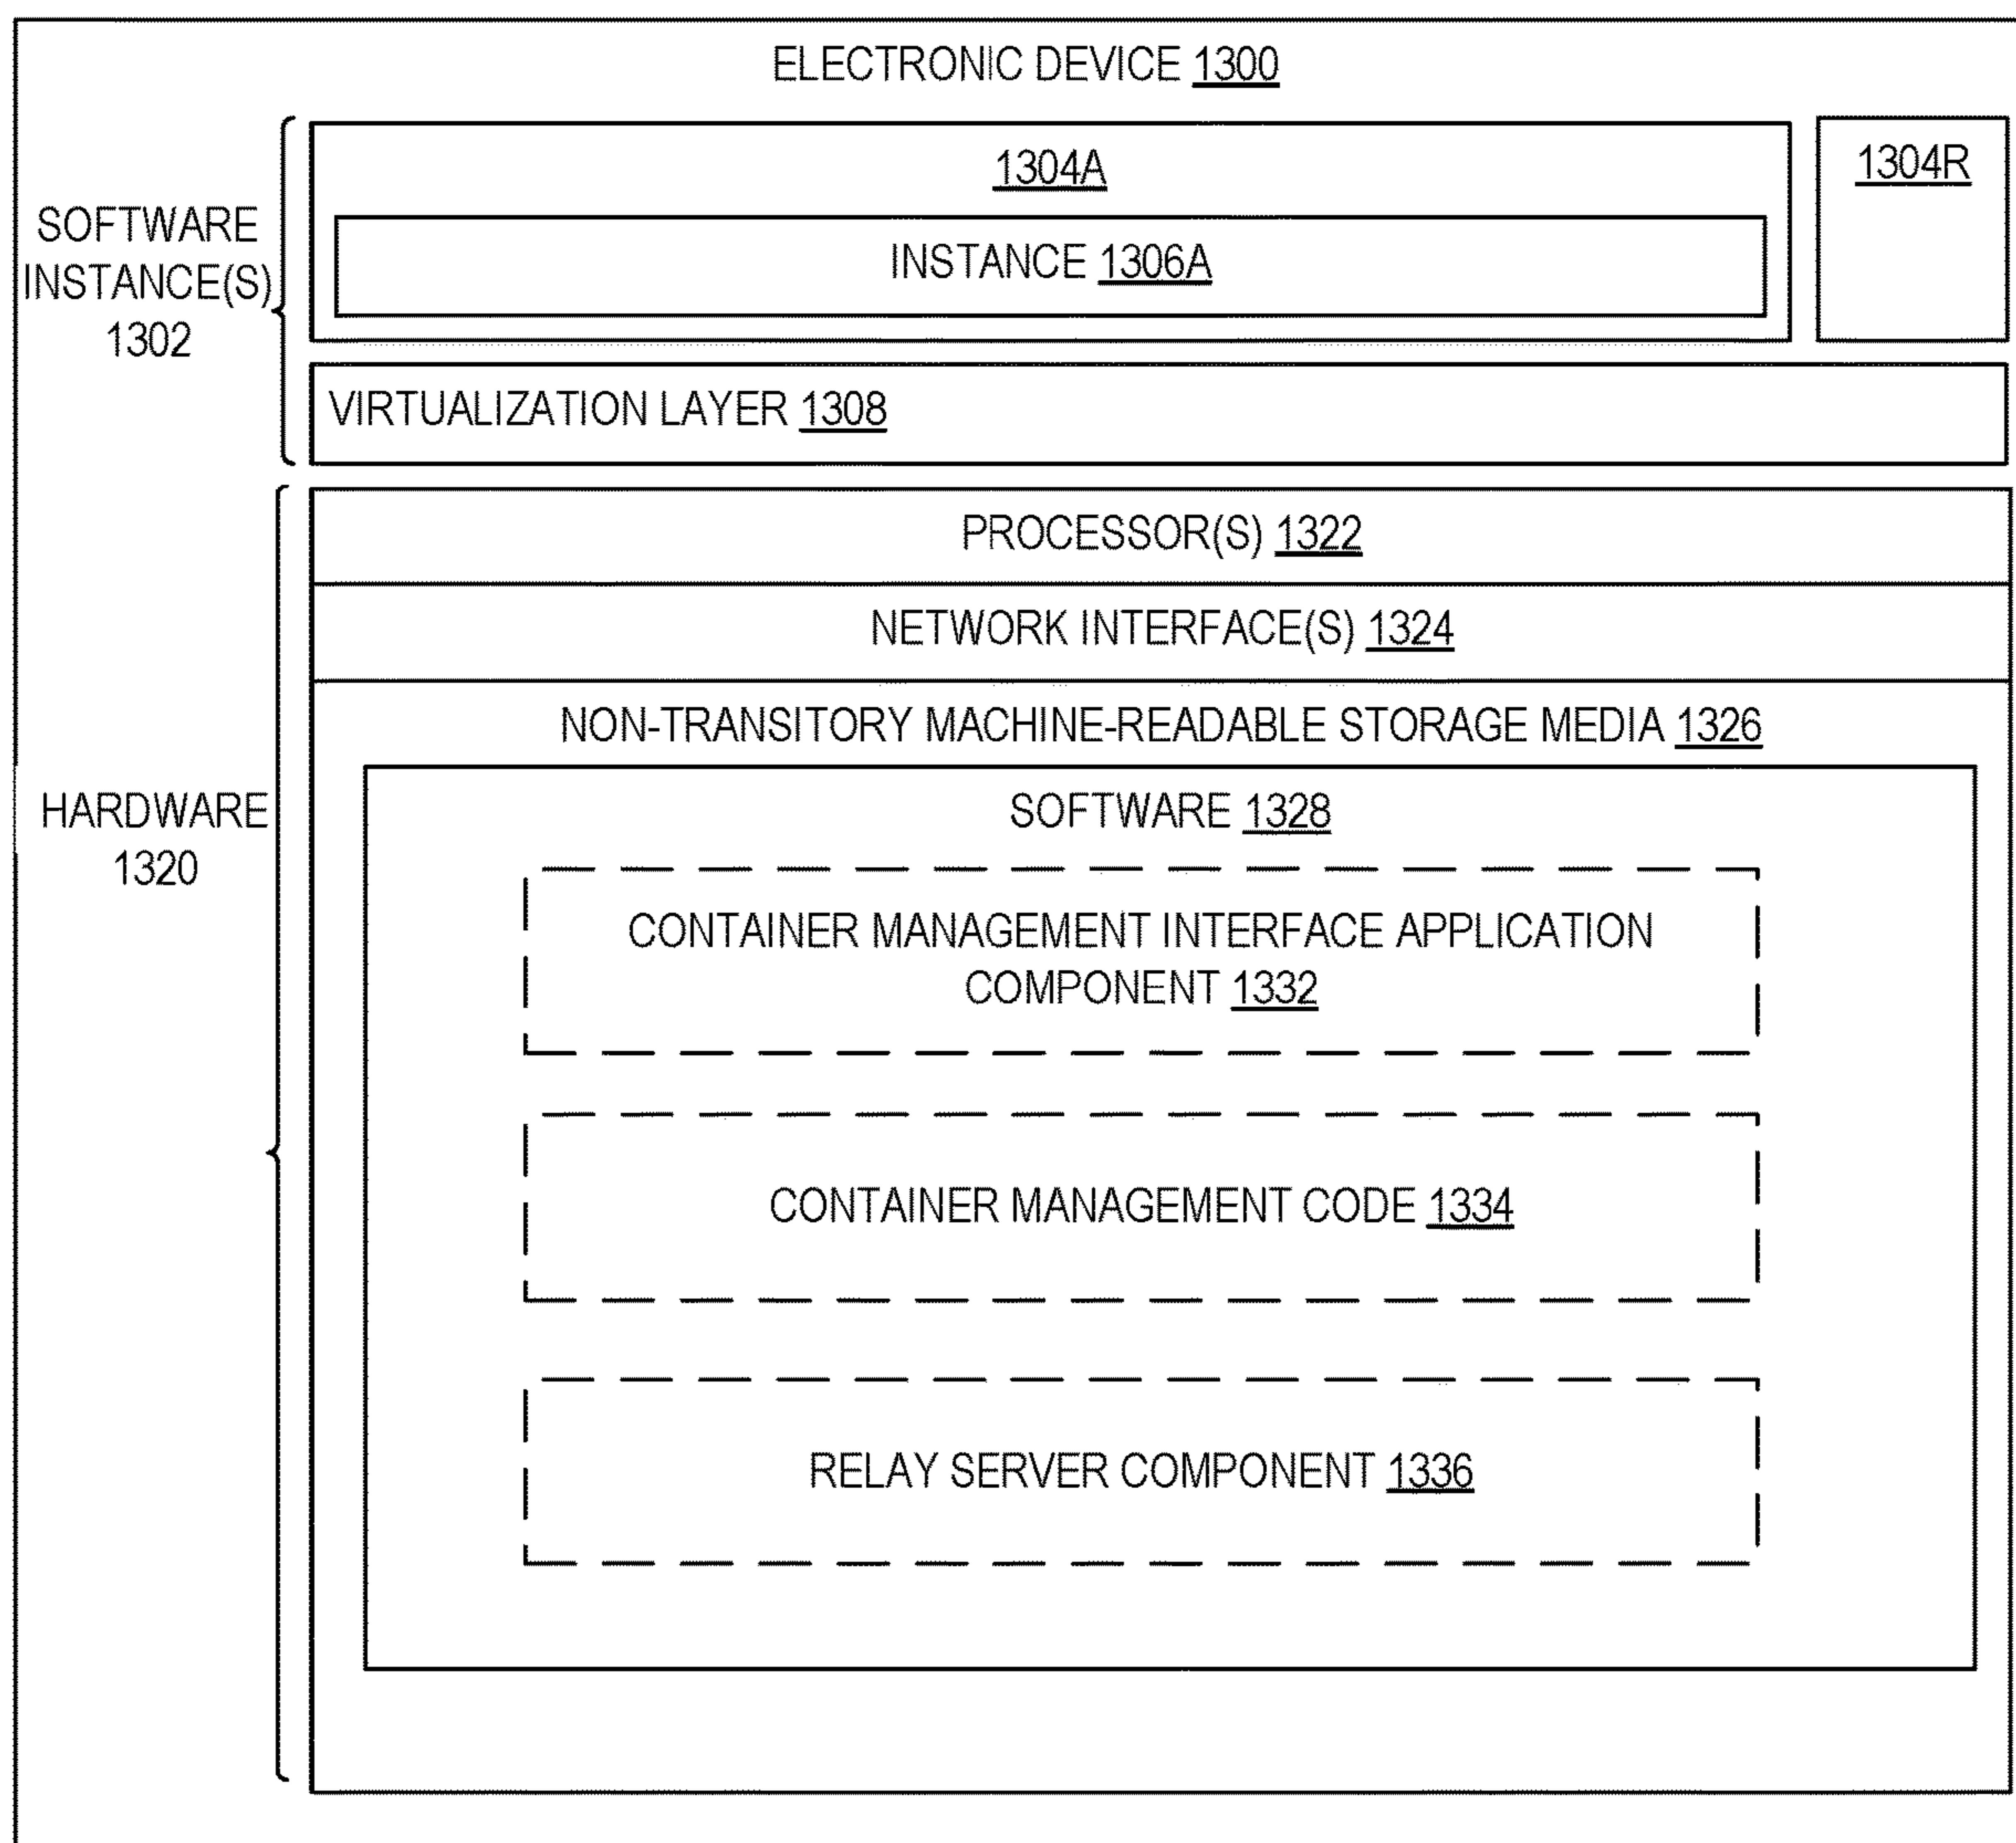 ELECTRONIC DEVICE 1300
SOFTWARE
INSTANCE(S)
1302
1304A
1304R
INSTANCE 1306A
VIRTUALIZATION LAYER 1308
HARDWARE
1320
PROCESSOR(S) 1322
NETWORK INTERFACE(S) 1324
NON-TRANSITORY MACHINE-READABLE STORAGE MEDIA 1326
SOFTWARE 1328
CONTAINER MANAGEMENT INTERFACE APPLICATION
COMPONENT 1332
CONTAINER MANAGEMENT CODE 1334
RELAY SERVER COMPONENT 1336